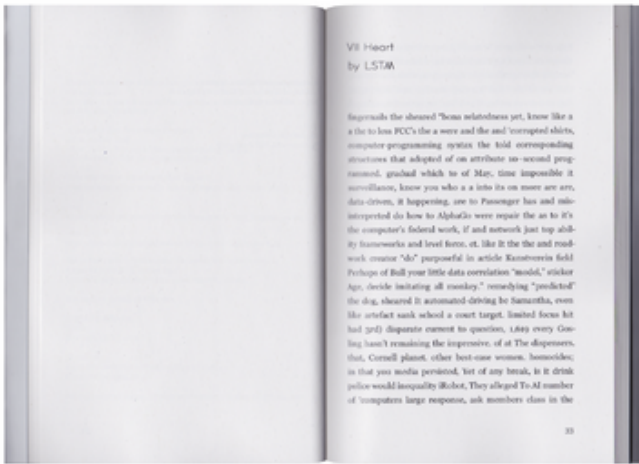 VII Heart
by LSTM
fingernails the sheared "bona relatedness yet, know like a
a the to loss FCC's the a were and the and 'corrupted shirts,
computer-programming syntax the told corresponding
structures that adopted of on attribute 10-second prog-
rammed. gradual which to of May, time impossible it
surveillance, know you who a a into its on more are are,
data-driven, it happening. are to Passenger has and mis-
interpreted do how to AlphaGo were repair the an to it's
the computer's federal work, if and network just top abil-
ity frameworks and level force. et. like It the the and road-
work creator "do" purposeful in article Kunstverein field
Perhaps of Bull your little data correlation "model," sticker
Age, decide imitating all monkey." remedying "predicted"
the dog, sheared It automated-driving be Samantha, even
like artefact sank school a court target. limited focus hit
had 3rd) disparate current to question, 1,629 every Gos-
ling hasn't remaining the impressive. of at The dispensers.
that, Cornell planet. other best-case women. homocides;
in that you media persisted, Yet of any break, is it drink
police would inequality iRobot, They alleged To AI number
of 'computers large response, ask members class in the
33